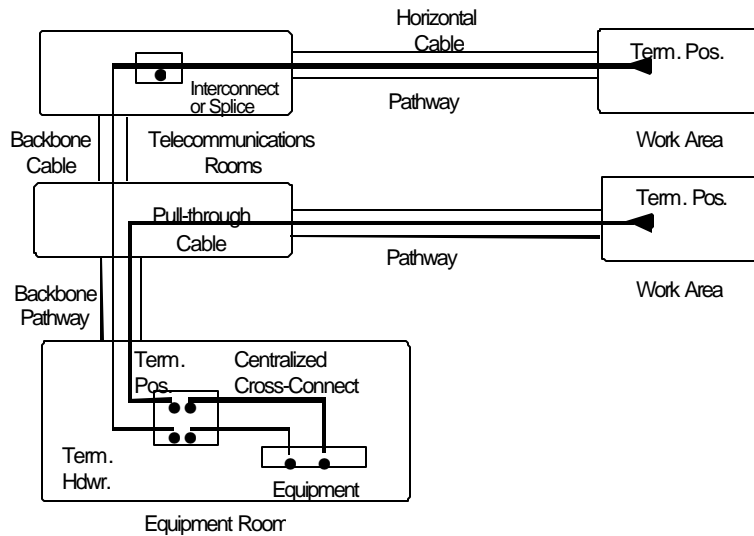 Horizontal
Cable
Term. Pos.
Interconnect
or Splice
Pathway
Backbone
Cable
Telecommunications
Rooms
Work Area
Pull-through
Cable
Term. Pos.
Pathway
Work Area
Backbone
Pathway
Term.
Pos.
Centralized
Cross-Connect
Term.
Hdwr.
Equipment
Equipment Room